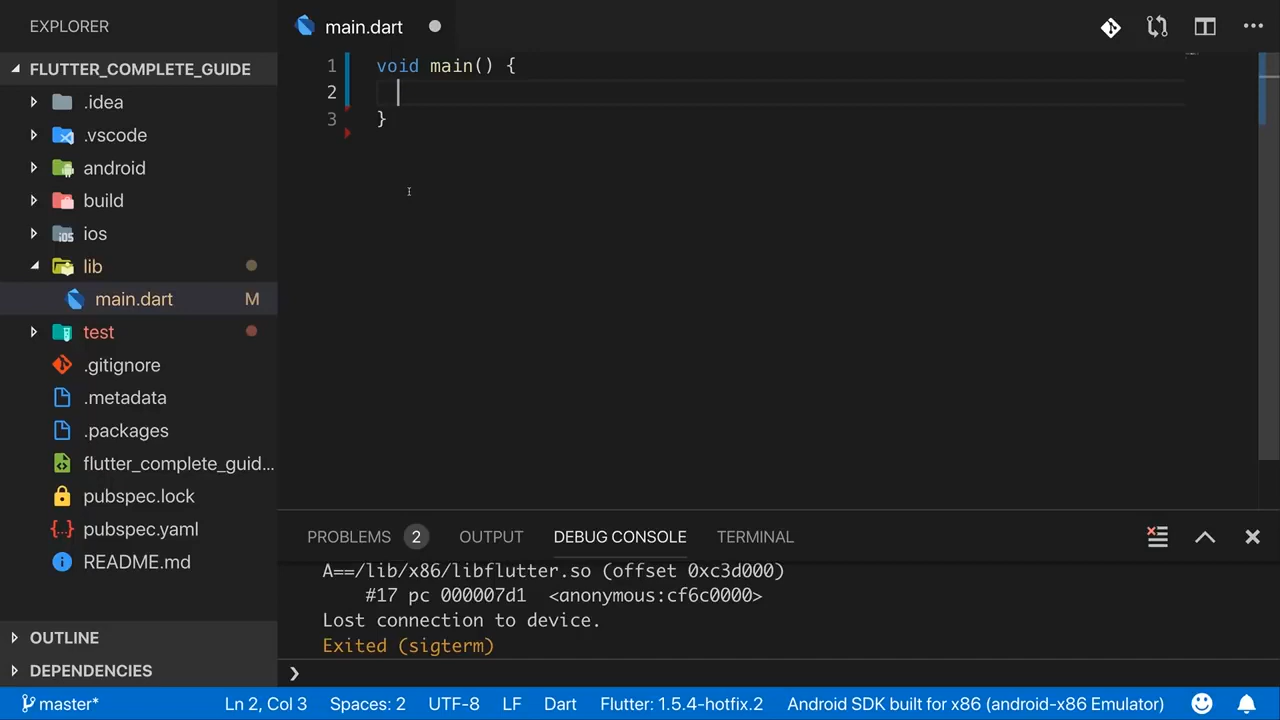 EXPLORER
main.dart
FLUTTER_COMPLETE_GUIDE
.idea
.vscode
android
build
ios
lib
main.dart M
test
.gitignore
.metadata
.packages
flutter_complete_guid...
pubspec.lock
pubspec.yaml
README.md
OUTLINE
DEPENDENCIES
1 void main() {
2
3 }
PROBLEMS 2 OUTPUT DEBUG CONSOLE TERMINAL
A==/lib/x86/libflutter.so (offset 0xc3d000)
#17 pc 000007d1 <anonymous:cf6c0000>
Lost connection to device.
Exited (sigterm)
master* Ln 2, Col 3 Spaces: 2 UTF-8 LF Dart Flutter: 1.5.4-hotfix.2 Android SDK built for x86 (android-x86 Emulator)